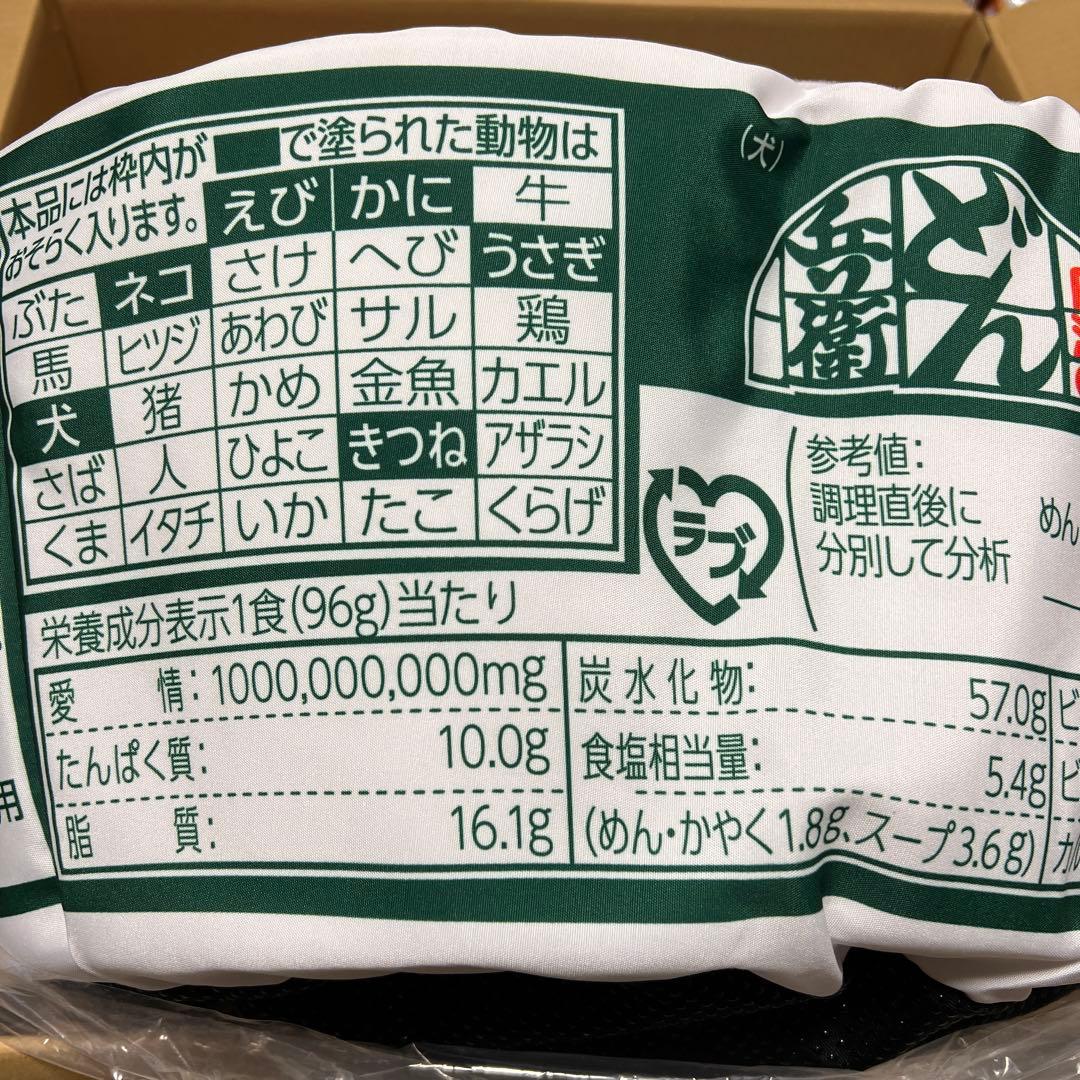 本品には枠内が
おそらく入ります。
で塗られた動物は
えび かに 牛
ぶた ネコ さけ へび うさぎ
馬 ヒツジ あわび サル 鶏
犬 猪 かめ 金魚 カエル
さば 人 ひよこ きつね アザラシ
くま イタチ いか たこ くらげ
栄養成分表示1食(96g)当たり
愛情:1000,000,000mg
たんぱく質: 10.0g
脂質: 16.1g
炭水化物: 57.0g
食塩相当量: 5.4g
(めん・かやく1.8g、スープ3.6g)
ビ
ビ
カル
(犬)
どん
兵衛
ラブ
参考値:
調理直後に
分別して分析
めん
用